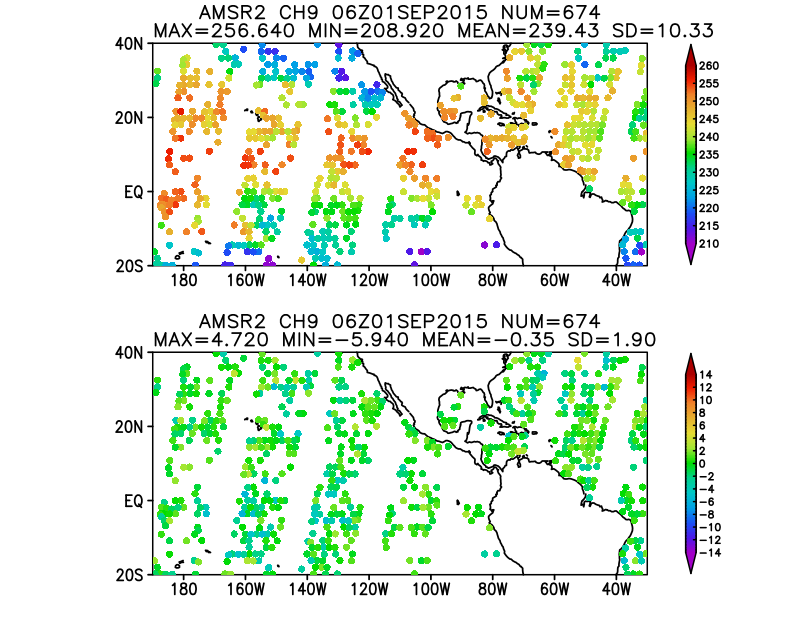 AMSR2 CH9 06Z01SEP2015 NUM=674
MAX=256.640 MIN=208.920 MEAN=239.43 SD=10.33
40N
20N
EQ
20S
180 160W 140W 120W 100W 80W 60W 40W
260
255
250
245
240
235
230
225
220
215
210
AMSR2 CH9 06Z01SEP2015 NUM=674
MAX=4.720 MIN=−5.940 MEAN=−0.35 SD=1.90
40N
20N
EQ
20S
180 160W 140W 120W 100W 80W 60W 40W
14
12
10
8
6
4
2
0
−2
−4
−6
−8
−10
−12
−14